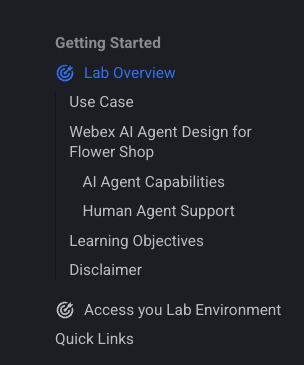 Getting Started
Lab Overview
Use Case
Webex AI Agent Design for
Flower Shop
AI Agent Capabilities
Human Agent Support
Learning Objectives
Disclaimer
Access you Lab Environment
Quick Links